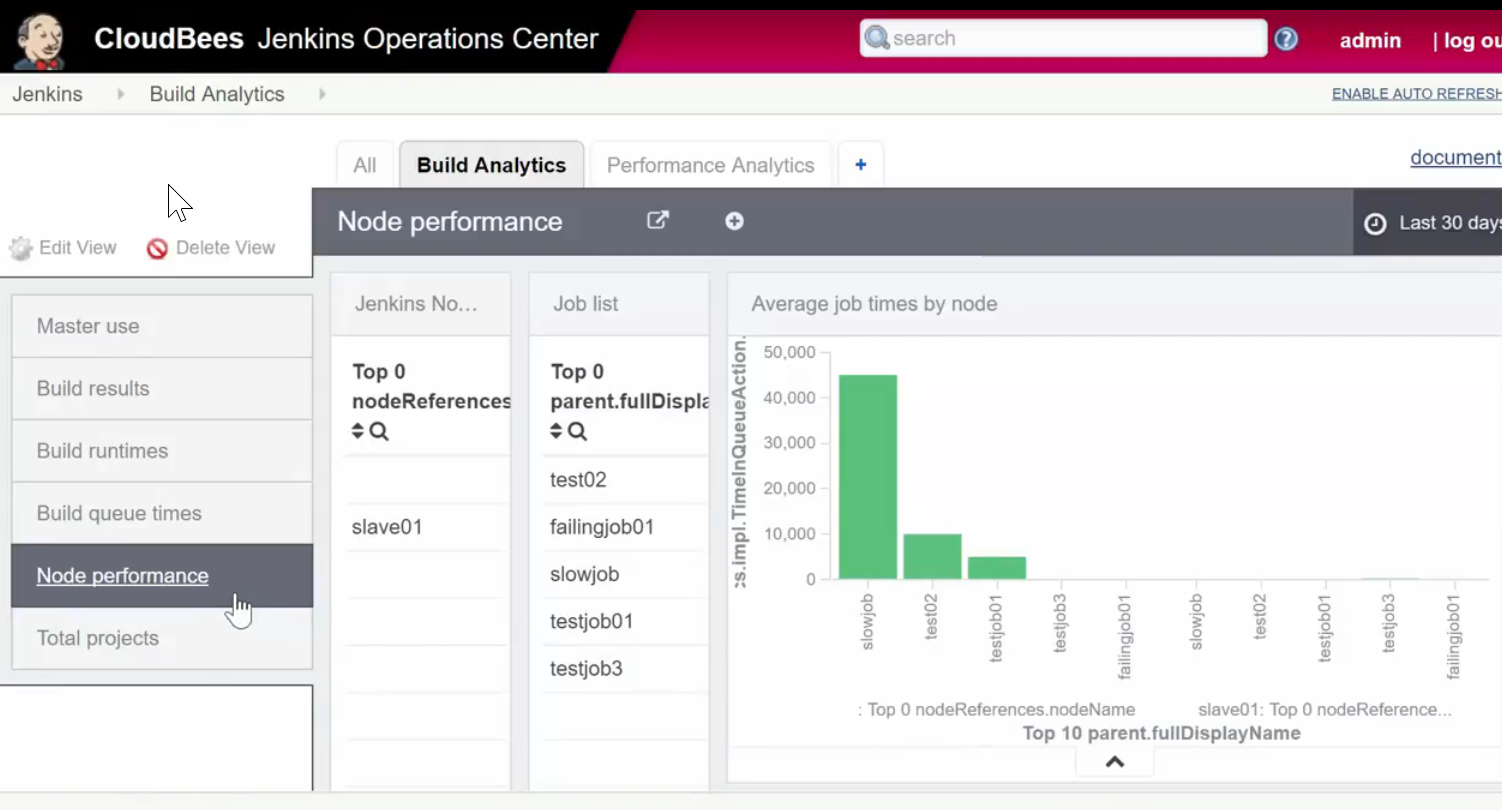 CloudBees Jenkins Operations Center
search
admin
| log ou
Jenkins
Build Analytics
ENABLE AUTO REFRESH
All
Build Analytics
Performance Analytics
+
document
Edit View
Delete View
Node performance
Last 30 days
Master use
Build results
Build runtimes
Build queue times
Node performance
Total projects
Jenkins No...
Top 0
nodeReferences
slave01
Job list
Top 0
parent.fullDispla
test02
failingjob01
slowjob
testjob01
testjob3
Average job times by node
cs.impl.TimeInQueueAction.
50,000
40,000
30,000
20,000
10,000
0
slowjob
test02
testjob01
testjob3
failingjob01
slowjob
test02
testjob01
testjob3
failingjob01
: Top 0 nodeReferences.nodeName
slave01: Top 0 nodeReference...
Top 10 parent.fullDisplayName